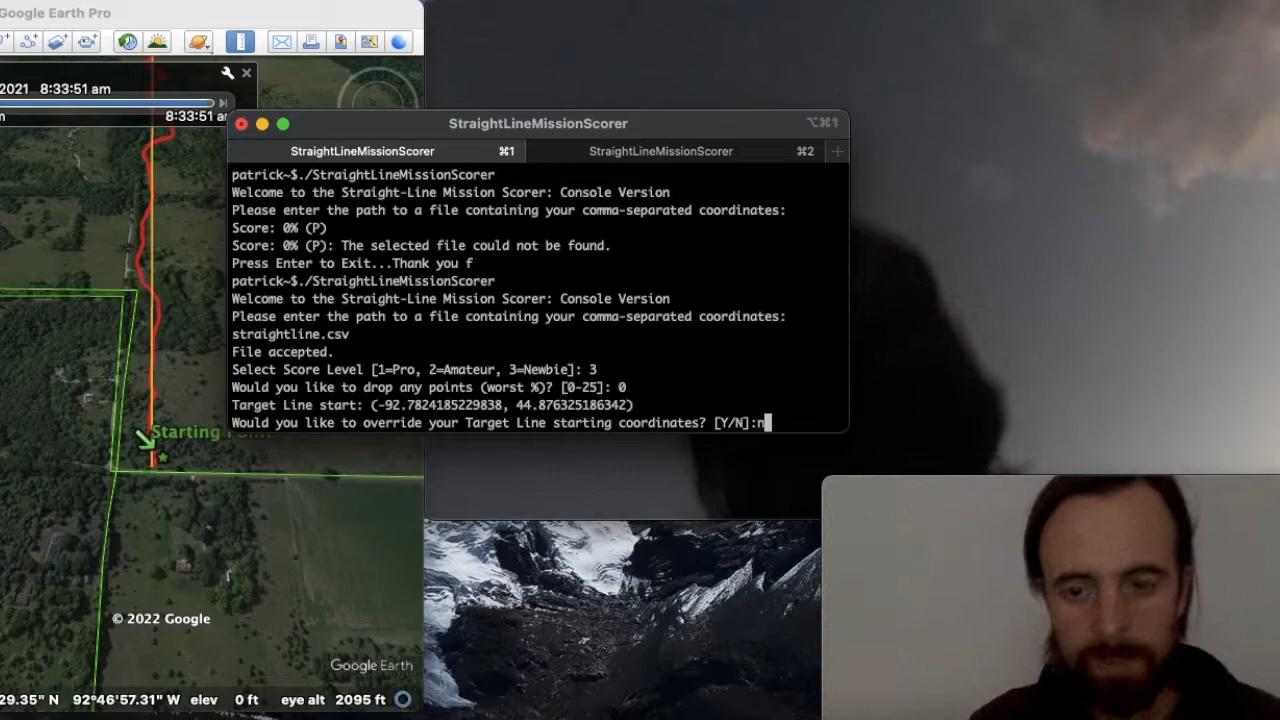 Google Earth Pro
2021 8:33:51 am
8:33:51 am
StraightLineMissionScorer
⌥⌘1
StraightLineMissionScorer ⌘1
StraightLineMissionScorer ⌘2
patrick~$./StraightLineMissionScorer
Welcome to the Straight-Line Mission Scorer: Console Version
Please enter the path to a file containing your comma-separated coordinates:
Score: 0% (P)
Score: 0% (P): The selected file could not be found.
Press Enter to Exit...Thank you f
patrick~$./StraightLineMissionScorer
Welcome to the Straight-Line Mission Scorer: Console Version
Please enter the path to a file containing your comma-separated coordinates:
straightline.csv
File accepted.
Select Score Level [1=Pro, 2=Amateur, 3=Newbie]: 3
Would you like to drop any points (worst %)? [0-25]: 0
Target Line start: (-92.7824185229838, 44.876325186342)
Would you like to override your Target Line starting coordinates? [Y/N]:n
Starting Point
© 2022 Google
Google Earth
29.35" N 92°46'57.31" W elev 0 ft eye alt 2095 ft